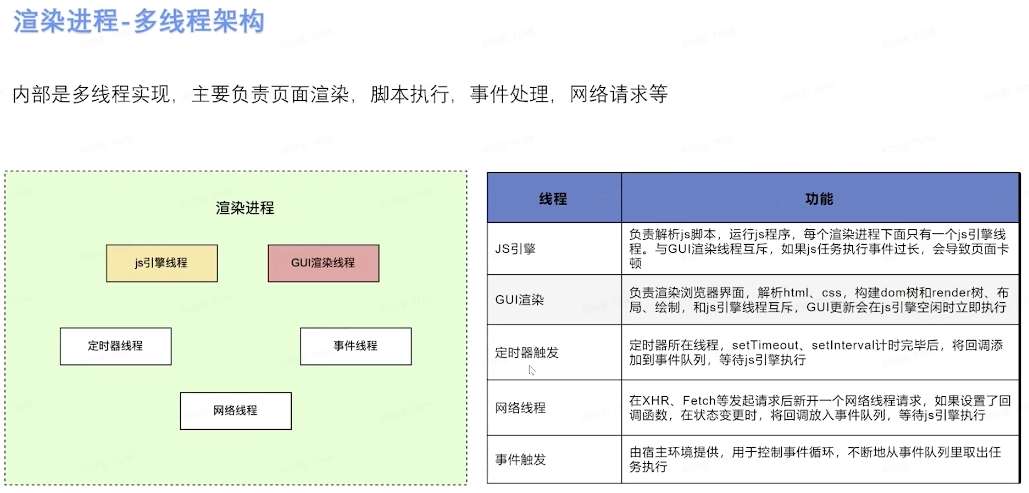 渲染进程-多线程架构
内部是多线程实现，主要负责页面渲染，脚本执行，事件处理，网络请求等
渲染进程
js引擎线程
GUI渲染线程
定时器线程
事件线程
网络线程
线程
功能
JS引擎
负责解析js脚本，运行js程序，每个渲染进程下面只有一个js引擎线
程。与GUI渲染线程互斥，如果js任务执行事件过长，会导致页面卡
顿
GUI渲染
负责渲染浏览器界面，解析html、css，构建dom树和render树、布
局、绘制，和js引擎线程互斥，GUI更新会在js引擎空闲时立即执行
定时器触发
定时器所在线程，setTimeout、setInterval计时完毕后，将回调添
加到事件队列，等待js引擎执行
网络线程
在XHR、Fetch等发起请求后新开一个网络线程请求，如果设置了回
调函数，在状态变更时，将回调放入事件队列，等待js引擎执行
事件触发
由宿主环境提供，用于控制事件循环，不断地从事件队列里取出任
务执行